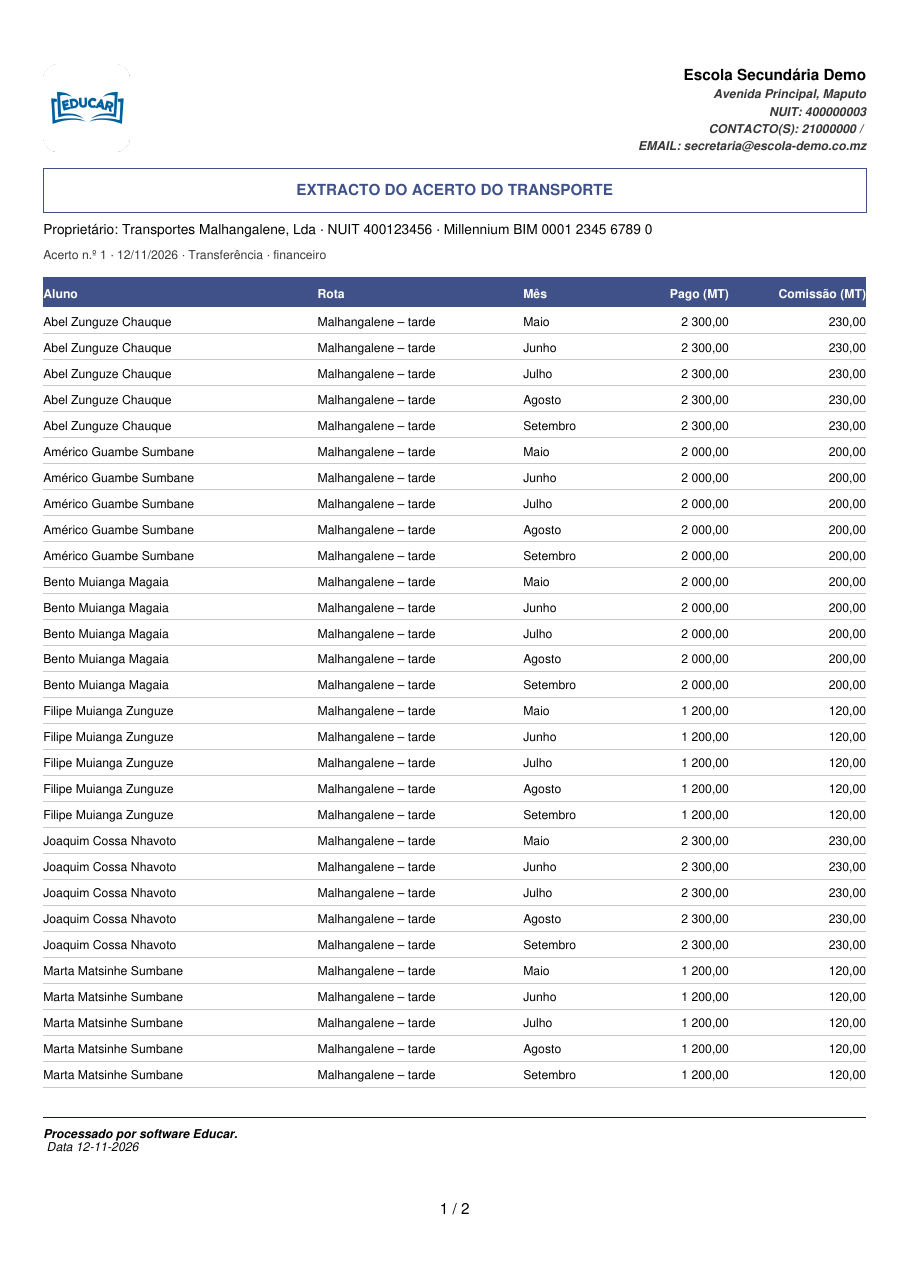 EDUCAR
Escola Secundária Demo
Avenida Principal, Maputo
NUIT: 400000003
CONTACTO(S): 21000000 /
EMAIL: secretaria@escola-demo.co.mz
EXTRACTO DO ACERTO DO TRANSPORTE
Proprietário: Transportes Malhangalene, Lda · NUIT 400123456 · Millennium BIM 0001 2345 6789 0
Acerto n.º 1 · 12/11/2026 · Transferência · financeiro
Aluno Rota Mês Pago (MT) Comissão (MT)
Abel Zunguze Chauque Malhangalene – tarde Maio 2 300,00 230,00
Abel Zunguze Chauque Malhangalene – tarde Junho 2 300,00 230,00
Abel Zunguze Chauque Malhangalene – tarde Julho 2 300,00 230,00
Abel Zunguze Chauque Malhangalene – tarde Agosto 2 300,00 230,00
Abel Zunguze Chauque Malhangalene – tarde Setembro 2 300,00 230,00
Américo Guambe Sumbane Malhangalene – tarde Maio 2 000,00 200,00
Américo Guambe Sumbane Malhangalene – tarde Junho 2 000,00 200,00
Américo Guambe Sumbane Malhangalene – tarde Julho 2 000,00 200,00
Américo Guambe Sumbane Malhangalene – tarde Agosto 2 000,00 200,00
Américo Guambe Sumbane Malhangalene – tarde Setembro 2 000,00 200,00
Bento Muianga Magaia Malhangalene – tarde Maio 2 000,00 200,00
Bento Muianga Magaia Malhangalene – tarde Junho 2 000,00 200,00
Bento Muianga Magaia Malhangalene – tarde Julho 2 000,00 200,00
Bento Muianga Magaia Malhangalene – tarde Agosto 2 000,00 200,00
Bento Muianga Magaia Malhangalene – tarde Setembro 2 000,00 200,00
Filipe Muianga Zunguze Malhangalene – tarde Maio 1 200,00 120,00
Filipe Muianga Zunguze Malhangalene – tarde Junho 1 200,00 120,00
Filipe Muianga Zunguze Malhangalene – tarde Julho 1 200,00 120,00
Filipe Muianga Zunguze Malhangalene – tarde Agosto 1 200,00 120,00
Filipe Muianga Zunguze Malhangalene – tarde Setembro 1 200,00 120,00
Joaquim Cossa Nhavoto Malhangalene – tarde Maio 2 300,00 230,00
Joaquim Cossa Nhavoto Malhangalene – tarde Junho 2 300,00 230,00
Joaquim Cossa Nhavoto Malhangalene – tarde Julho 2 300,00 230,00
Joaquim Cossa Nhavoto Malhangalene – tarde Agosto 2 300,00 230,00
Joaquim Cossa Nhavoto Malhangalene – tarde Setembro 2 300,00 230,00
Marta Matsinhe Sumbane Malhangalene – tarde Maio 1 200,00 120,00
Marta Matsinhe Sumbane Malhangalene – tarde Junho 1 200,00 120,00
Marta Matsinhe Sumbane Malhangalene – tarde Julho 1 200,00 120,00
Marta Matsinhe Sumbane Malhangalene – tarde Agosto 1 200,00 120,00
Marta Matsinhe Sumbane Malhangalene – tarde Setembro 1 200,00 120,00
Processado por software Educar.
Data 12-11-2026
1 / 2